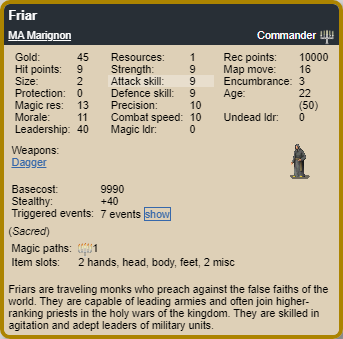 Friar
MA Marignon Commander
Gold: 45 Resources: 1 Rec points: 10000
Hit points: 9 Strength: 9 Map move: 16
Size: 2 Attack skill: 9 Encumbrance: 3
Protection: 0 Defence skill: 9 Age: 22
Magic res: 13 Precision: 10 (50)
Morale: 11 Combat speed: 10 Undead ldr: 0
Leadership: 40 Magic ldr: 0
Weapons:
Dagger
Basecost: 9990
Stealthy: +40
Triggered events: 7 events show
(Sacred)
Magic paths: 1
Item slots: 2 hands, head, body, feet, 2 misc
Friars are traveling monks who preach against the false faiths of the
world. They are capable of leading armies and often join higher-
ranking priests in the holy wars of the kingdom. They are skilled in
agitation and adept leaders of military units.